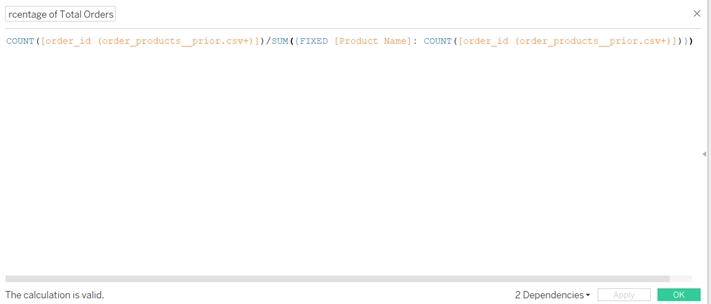 rcentage of Total Orders
COUNT([order_id (order_products__prior.csv+)])/SUM({FIXED [Product Name]: COUNT([order_id (order_products__prior.csv+)])})
The calculation is valid.
2 Dependencies
Apply
OK